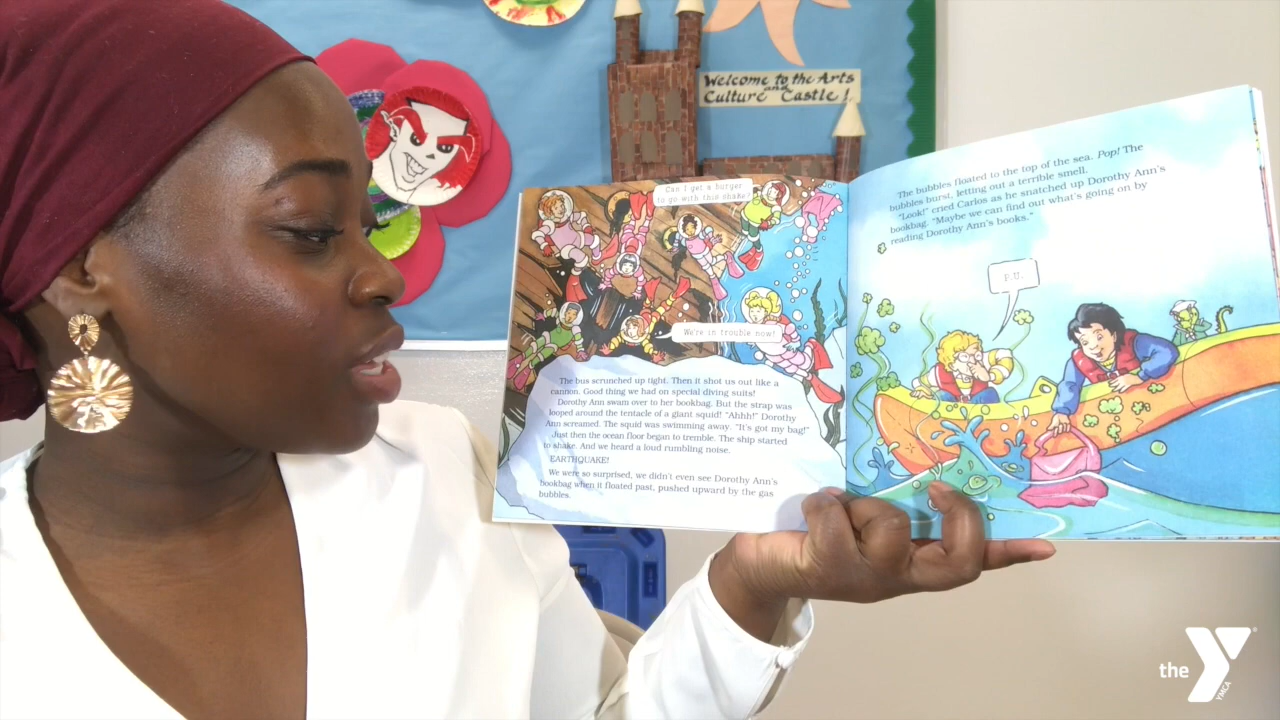 Welcome to the Arts
and
Culture Castle!
Can I get a burger
to go with this shake?
We're in trouble now!
The bus scrunched up tight. Then it shot us out like a
cannon. Good thing we had on special diving suits!
Dorothy Ann swam over to her bookbag. But the strap was
looped around the tentacle of a giant squid! "Ahhh!" Dorothy
Ann screamed. The squid was swimming away. "It's got my bag!"
Just then the ocean floor began to tremble. The ship started
to shake. And we heard a loud rumbling noise.
EARTHQUAKE!
We were so surprised, we didn't even see Dorothy Ann's
bookbag when it floated past, pushed upward by the gas
bubbles.
The bubbles floated to the top of the sea. Pop! The
bubbles burst, letting out a terrible smell.
"Look!" cried Carlos as he snatched up Dorothy Ann's
bookbag. "Maybe we can find out what's going on by
reading Dorothy Ann's books."
P.U.
the Y
YMCA